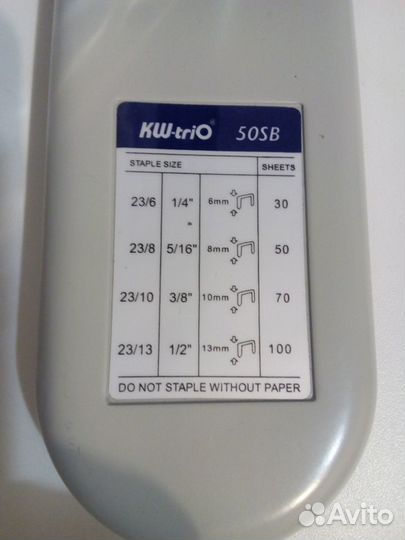 KW-triO® 50SB
STAPLE SIZE SHEETS
23/6 1/4" 6mm 30
23/8 5/16" 8mm 50
23/10 3/8" 10mm 70
23/13 1/2" 13mm 100
DO NOT STAPLE WITHOUT PAPER
Avito